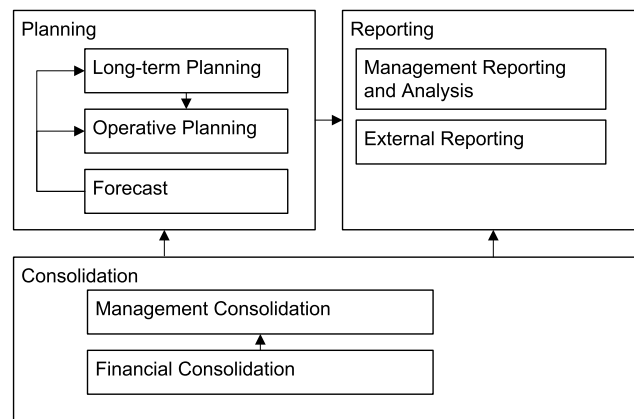 Planning
Long-term Planning
Operative Planning
Forecast
Reporting
Management Reporting
and Analysis
External Reporting
Consolidation
Management Consolidation
Financial Consolidation